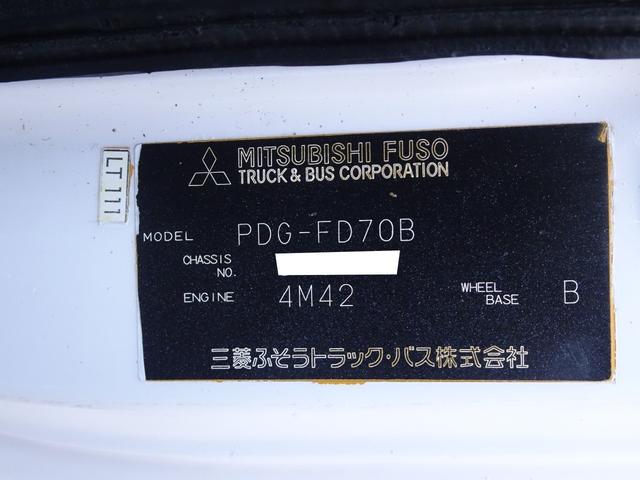 MITSUBISHI FUSO
TRUCK & BUS CORPORATION
LT111
MODEL PDG-FD70B
CHASSIS NO.
ENGINE 4M42 WHEEL BASE B
三菱ふそうトラック・バス株式会社